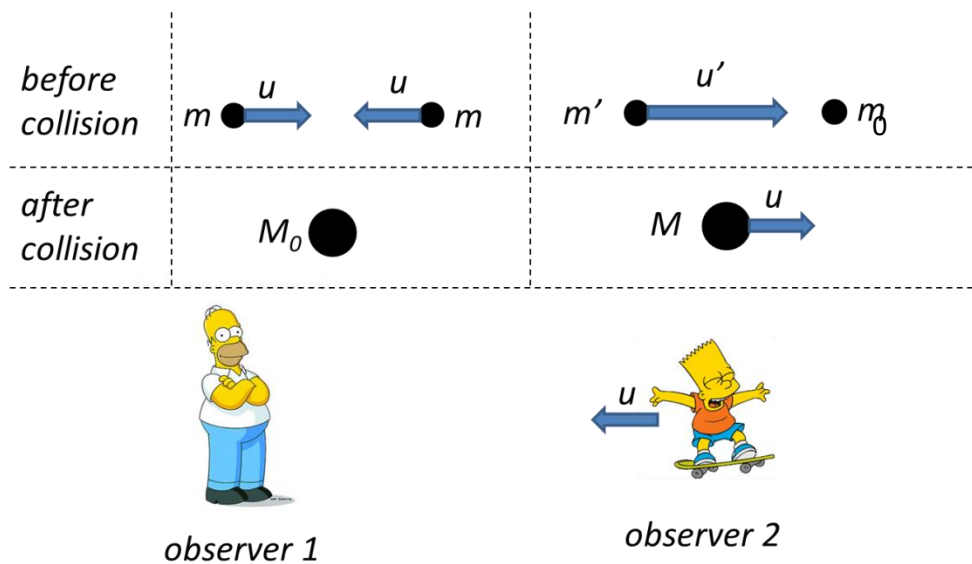 before
collision
m
u
u
m
m'
u'
m0
after
collision
M0
M
u
u
observer 1
observer 2